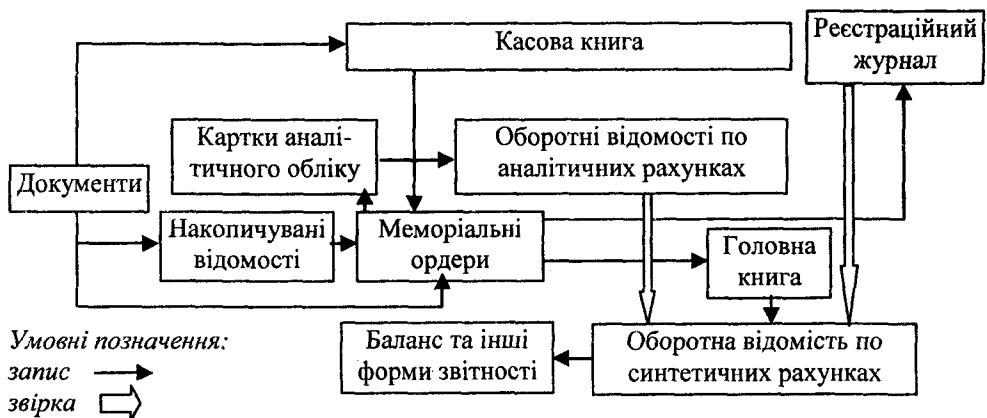 Касова книга
Реєстраційний
журнал
Картки аналі-
тичного обліку
Оборотні відомості по
аналітичних рахунках
Документи
Накопичувані
відомості
Меморіальні
ордери
Головна
книга
Умовні позначення:
запис
звірка
Баланс та інші
форми звітності
Оборотна відомість по
синтетичних рахунках